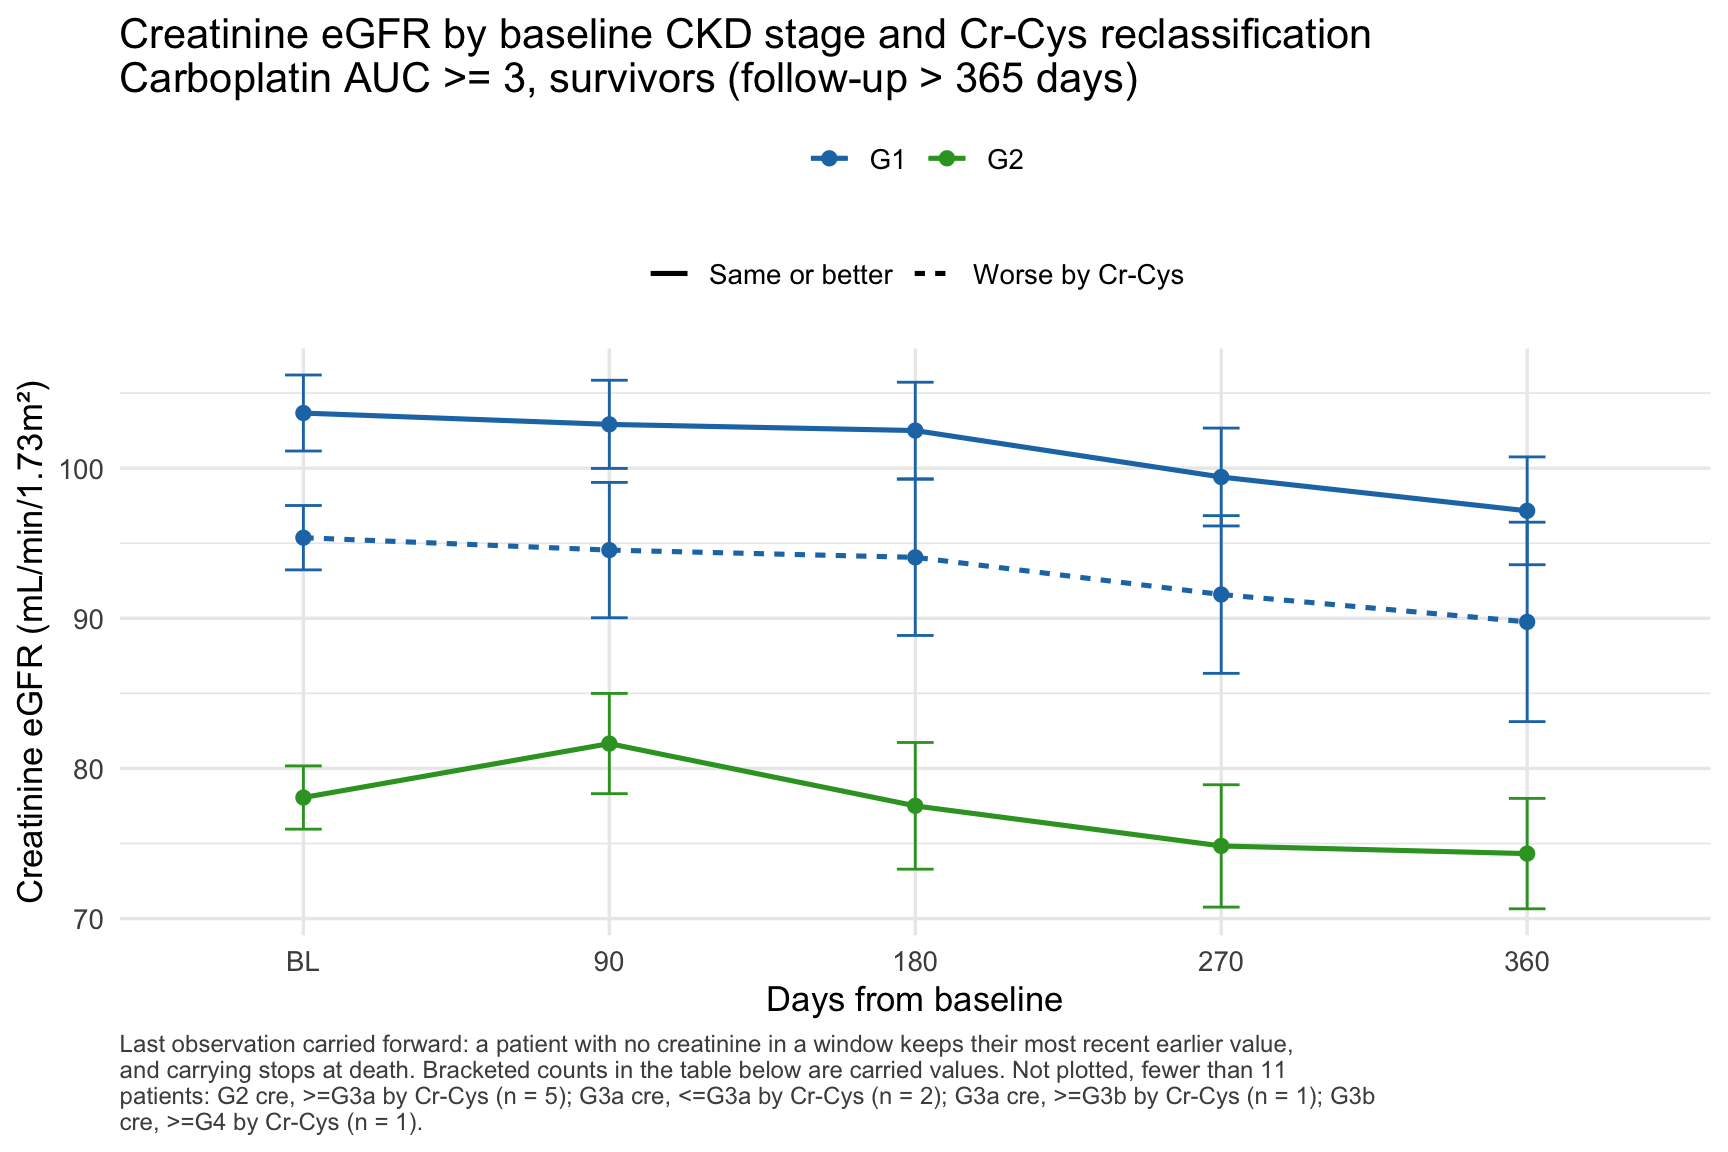 Creatinine eGFR by baseline CKD stage and Cr-Cys reclassification
Carboplatin AUC >= 3, survivors (follow-up > 365 days)
G1
G2
Same or better
Worse by Cr-Cys
Creatinine eGFR (mL/min/1.73m²)
100
90
80
70
BL
90
180
270
360
Days from baseline
Last observation carried forward: a patient with no creatinine in a window keeps their most recent earlier value,
and carrying stops at death. Bracketed counts in the table below are carried values. Not plotted, fewer than 11
patients: G2 cre, >=G3a by Cr-Cys (n = 5); G3a cre, <=G3a by Cr-Cys (n = 2); G3a cre, >=G3b by Cr-Cys (n = 1); G3b
cre, >=G4 by Cr-Cys (n = 1).